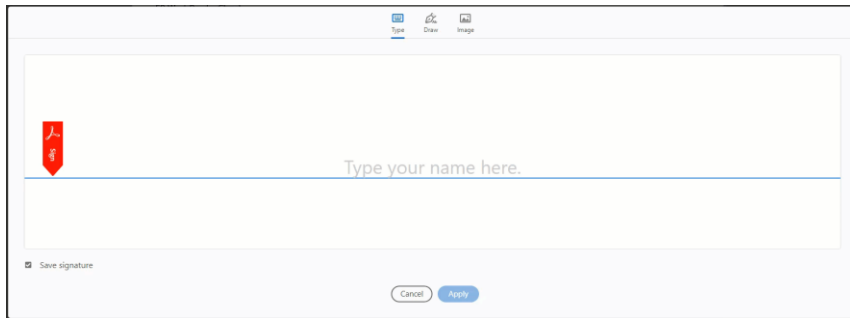 Type Draw Image
Sign
Type your name here.
Save signature
Cancel Apply